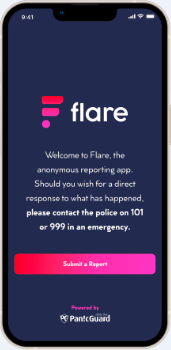 9:41
flare
Welcome to Flare, the
anonymous reporting app.
Should you wish for a direct
response to what has happened,
please contact the police on 101
or 999 in an emergency.
Submit a Report
Powered by
PanicGuard